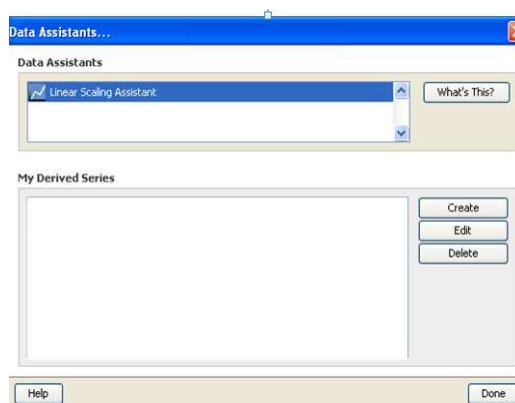 Data Assistants...
Data Assistants
Linear Scaling Assistant
What's This?
My Derived Series
Create
Edit
Delete
Help
Done